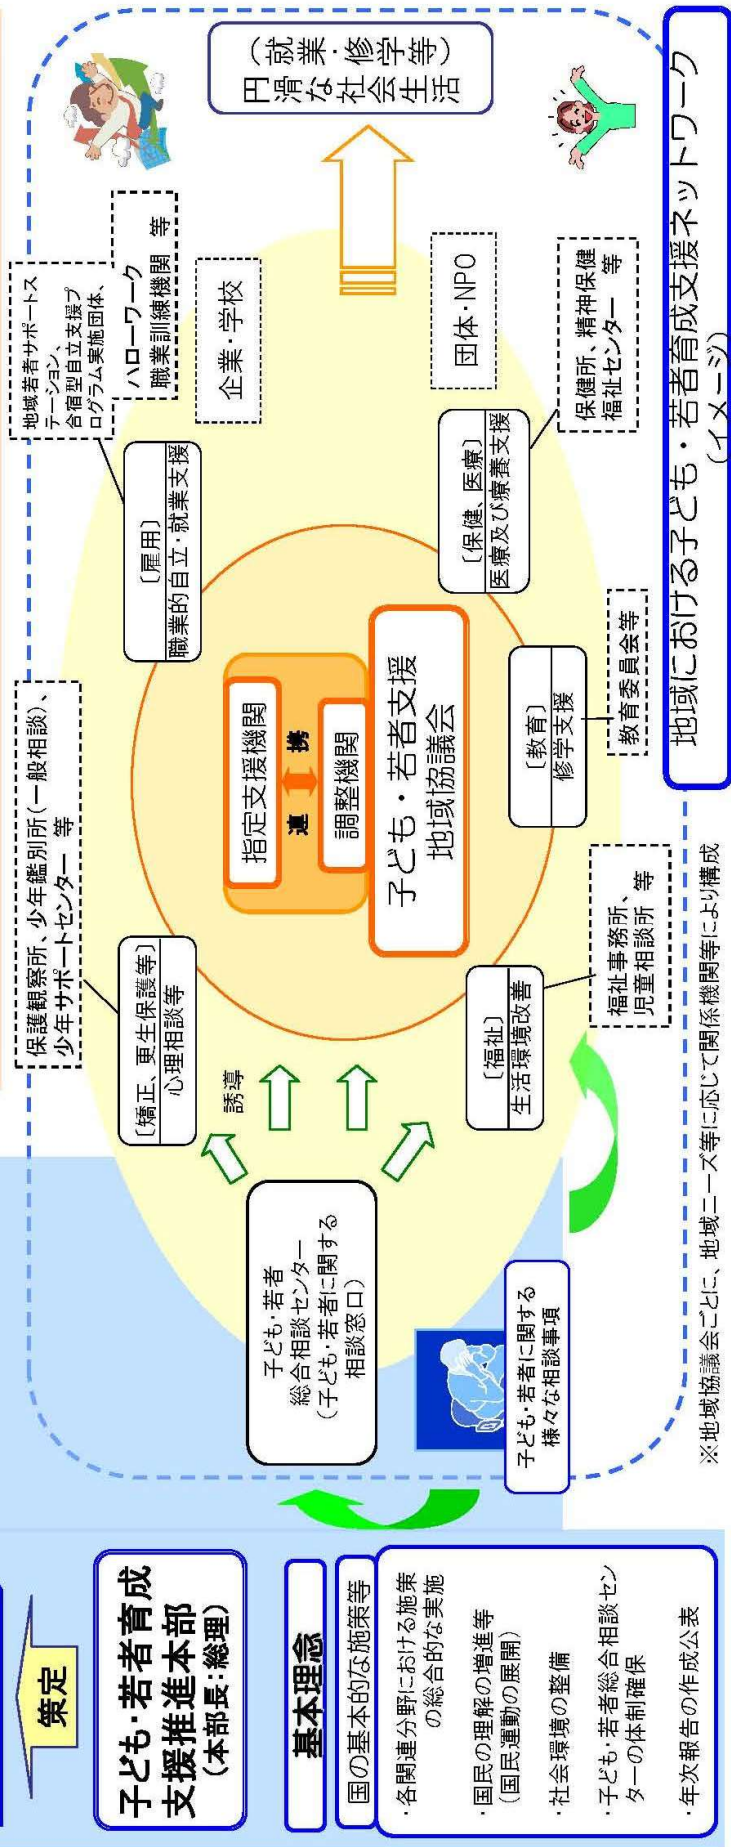 策定
子ども・若者育成
支援推進本部
(本部長:総理)
基本理念
国の基本的な施策等
・各関連分野における施策
の総合的な実施
・国民の理解の増進等
(国民運動の展開)
・社会環境の整備
・子ども・若者総合相談セン
ターの体制確保
・年次報告の作成公表
子ども・若者
総合相談センター
(子ども・若者に関する
相談窓口)
子ども・若者に関する
様々な相談事項
誘導
保護観察所、少年鑑別所(一般相談)、
少年サポートセンター 等
〔矯正、更生保護等〕
心理相談等
〔福祉〕
生活環境改善
福祉事務所、
児童相談所 等
指定支援機関
連 携
調整機関
子ども・若者支援
地域協議会
〔教育〕
修学支援
教育委員会等
〔雇用〕
職業的自立・就業支援
地域若者サポートス
テーション、
合宿型自立支援プ
ログラム実施団体、
ハローワーク
職業訓練機関 等
企業・学校
〔保健、医療〕
医療及び療養支援
保健所、精神保健
福祉センター 等
団体・NPO
(就業・修学等)
円滑な社会生活
※地域協議会ごとに、地域ニーズ等に応じて関係機関等により構成
地域における子ども・若者育成支援ネットワーク
(イメージ)